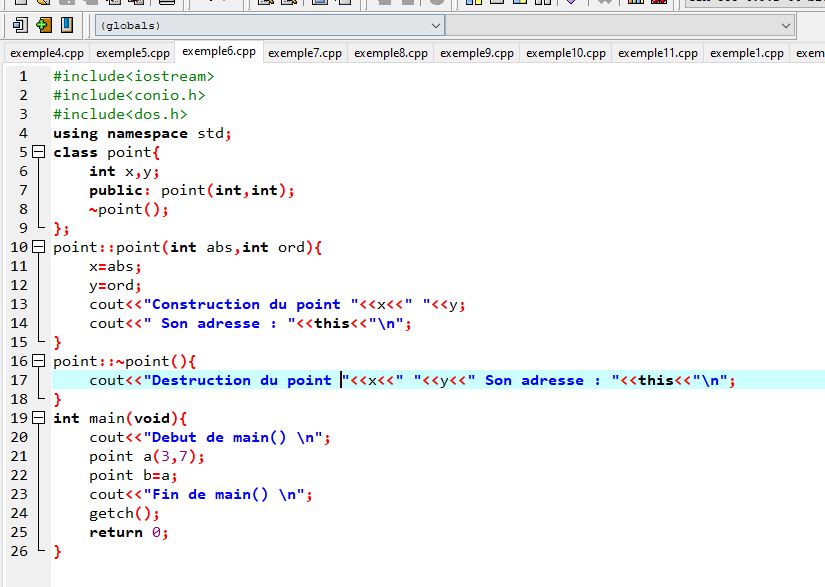 (globals)
exemple4.cpp exemple5.cpp exemple6.cpp exemple7.cpp exemple8.cpp exemple9.cpp exemple10.cpp exemple11.cpp exemple1.cpp exem
1 #include<iostream>
2 #include<conio.h>
3 #include<dos.h>
4 using namespace std;
5 class point{
6 int x,y;
7 public: point(int,int);
8 ~point();
9 };
10 point::point(int abs,int ord){
11 x=abs;
12 y=ord;
13 cout<<"Construction du point "<<x<<" "<<y;
14 cout<<" Son adresse : "<<this<<"\n";
15 }
16 point::~point(){
17 cout<<"Destruction du point "<<x<<" "<<y<<" Son adresse : "<<this<<"\n";
18 }
19 int main(void){
20 cout<<"Debut de main() \n";
21 point a(3,7);
22 point b=a;
23 cout<<"Fin de main() \n";
24 getch();
25 return 0;
26 }